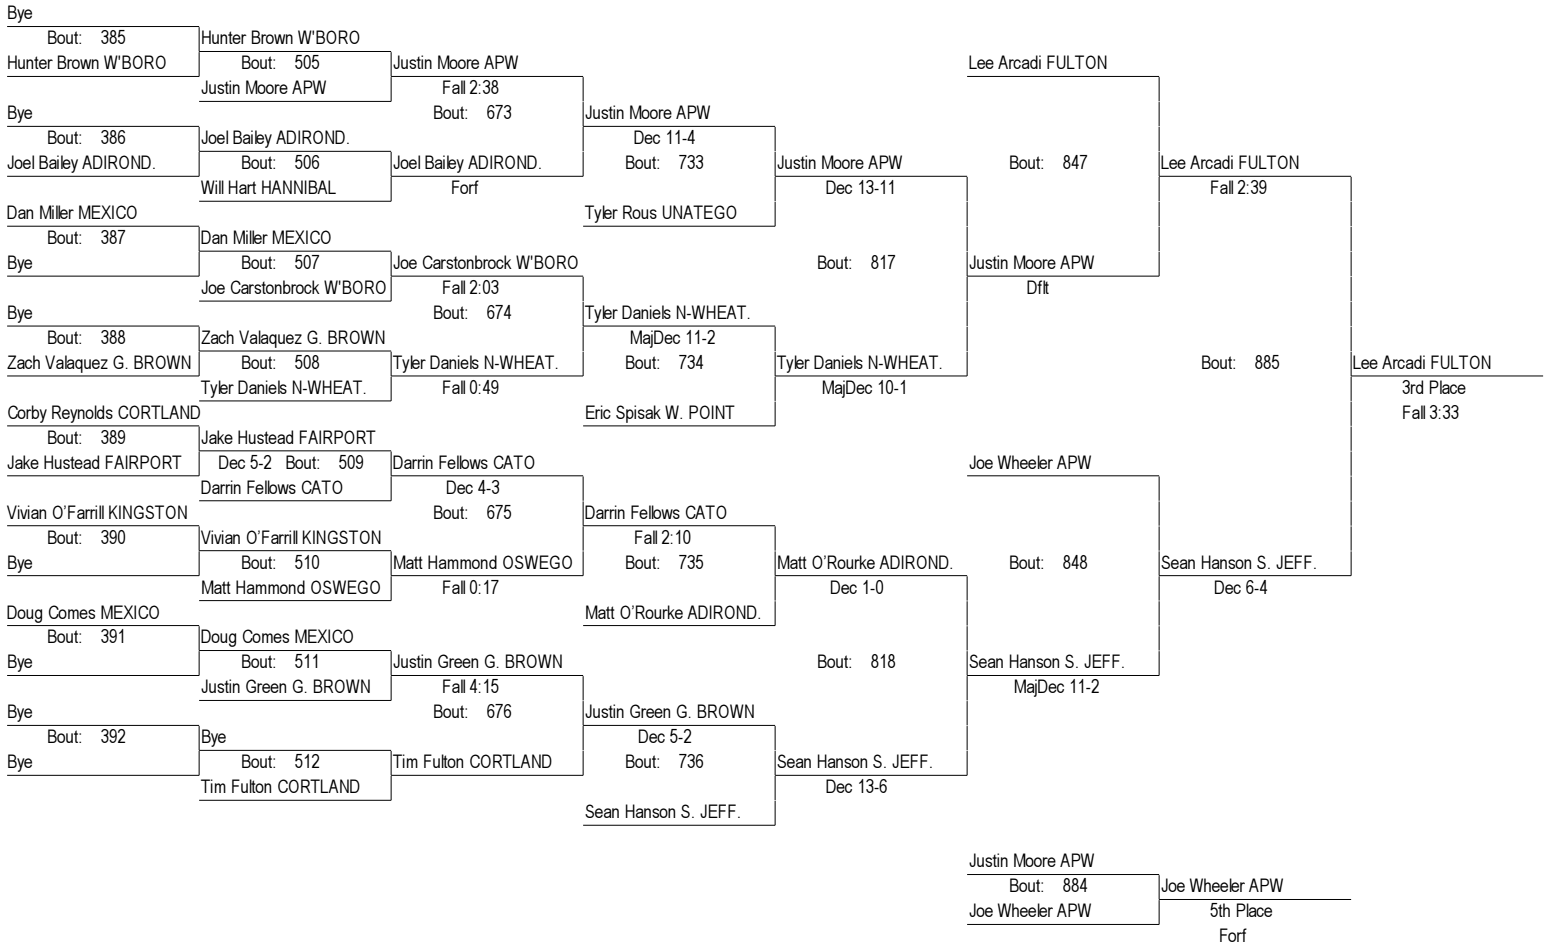 Bye
Bout: 385 Hunter Brown W'BORO
Hunter Brown W'BORO Bout: 505 Justin Moore APW Lee Arcadi FULTON
Justin Moore APW Fall 2:38
Bye Bout: 673 Justin Moore APW
Bout: 386 Joel Bailey ADIROND. Dec 11-4
Joel Bailey ADIROND. Bout: 506 Joel Bailey ADIROND. Bout: 733 Justin Moore APW Bout: 847 Lee Arcadi FULTON
Will Hart HANNIBAL Forf Dec 13-11 Fall 2:39
Dan Miller MEXICO Tyler Rous UNATEGO
Bout: 387 Dan Miller MEXICO
Bye Bout: 507 Joe Carstonbrock W'BORO Bout: 817 Justin Moore APW
Joe Carstonbrock W'BORO Fall 2:03 Dflt
Bye Bout: 674 Tyler Daniels N-WHEAT.
Bout: 388 Zach Valaquez G. BROWN MajDec 11-2
Zach Valaquez G. BROWN Bout: 508 Tyler Daniels N-WHEAT. Bout: 734 Tyler Daniels N-WHEAT. Bout: 885 Lee Arcadi FULTON
Tyler Daniels N-WHEAT. Fall 0:49 MajDec 10-1 3rd Place
Corby Reynolds CORTLAND Eric Spisak W. POINT Fall 3:33
Bout: 389 Jake Hustead FAIRPORT
Jake Hustead FAIRPORT Dec 5-2 Bout: 509 Darrin Fellows CATO Joe Wheeler APW
Darrin Fellows CATO Dec 4-3
Vivian O’Farrill KINGSTON Bout: 675 Darrin Fellows CATO
Bout: 390 Vivian O’Farrill KINGSTON Fall 2:10
Bye Bout: 510 Matt Hammond OSWEGO Bout: 735 Matt O’Rourke ADIROND. Bout: 848 Sean Hanson S. JEFF.
Matt Hammond OSWEGO Fall 0:17 Dec 1-0 Dec 6-4
Doug Comes MEXICO Matt O’Rourke ADIROND.
Bout: 391 Doug Comes MEXICO
Bye Bout: 511 Justin Green G. BROWN Bout: 818 Sean Hanson S. JEFF.
Justin Green G. BROWN Fall 4:15 MajDec 11-2
Bye Bout: 676 Justin Green G. BROWN
Bout: 392 Bye Dec 5-2
Bye Bout: 512 Tim Fulton CORTLAND Bout: 736 Sean Hanson S. JEFF.
Tim Fulton CORTLAND Dec 13-6
Sean Hanson S. JEFF.
Justin Moore APW
Bout: 884 Joe Wheeler APW
Joe Wheeler APW 5th Place
Forf